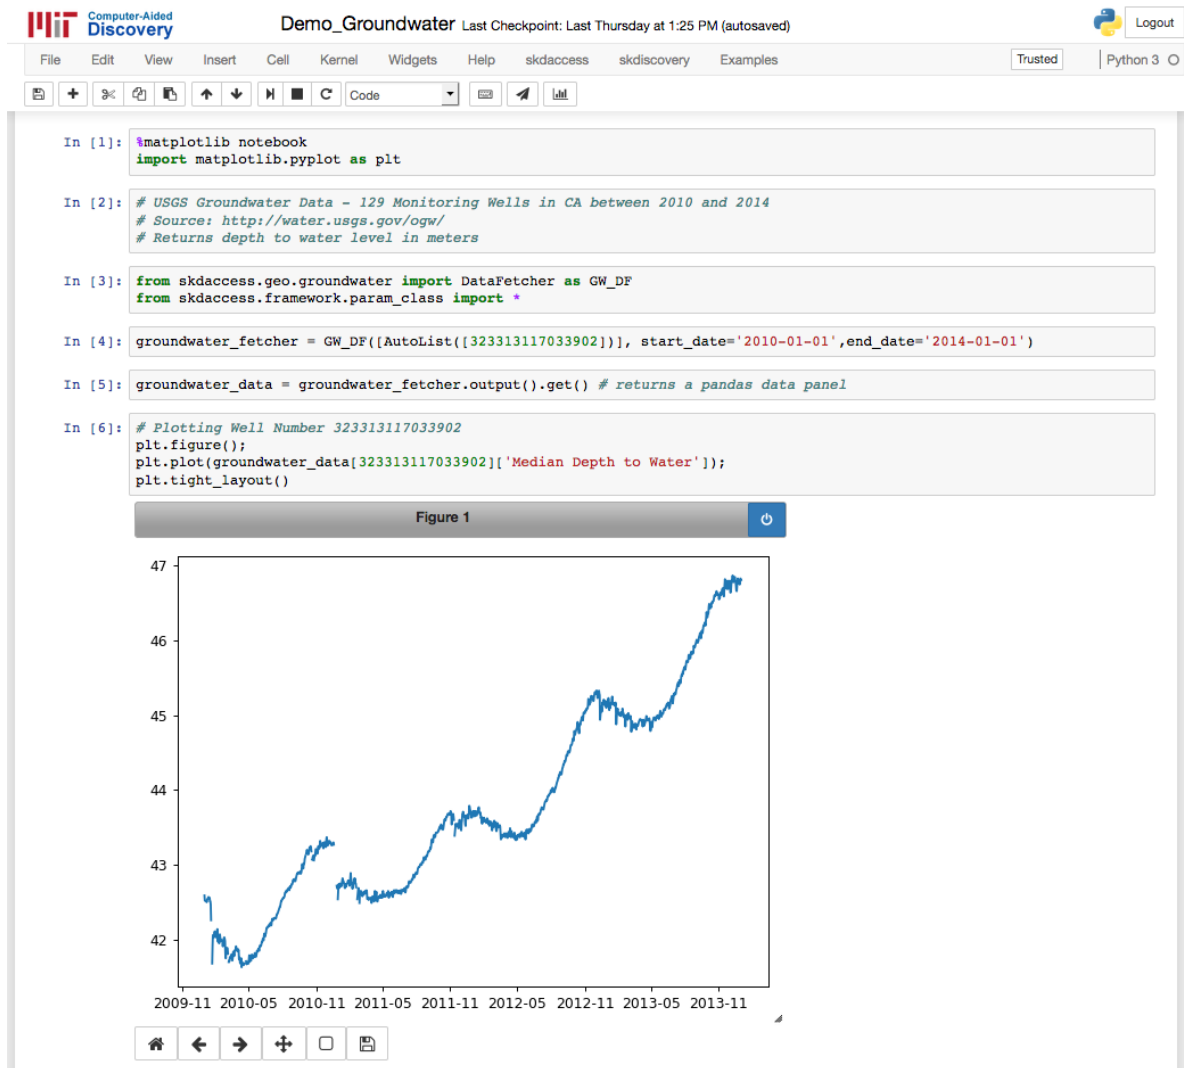 MIT Computer-Aided Discovery
Demo_Groundwater Last Checkpoint: Last Thursday at 1:25 PM (autosaved)
Logout
File Edit View Insert Cell Kernel Widgets Help skdaccess skdiscovery Examples Trusted Python 3
Code
In [1]: %matplotlib notebook
import matplotlib.pyplot as plt
In [2]: # USGS Groundwater Data - 129 Monitoring Wells in CA between 2010 and 2014
# Source: http://water.usgs.gov/ogw/
# Returns depth to water level in meters
In [3]: from skdaccess.geo.groundwater import DataFetcher as GW_DF
from skdaccess.framework.param_class import *
In [4]: groundwater_fetcher = GW_DF([AutoList([323313117033902])], start_date='2010-01-01',end_date='2014-01-01')
In [5]: groundwater_data = groundwater_fetcher.output().get() # returns a pandas data panel
In [6]: # Plotting Well Number 323313117033902
plt.figure();
plt.plot(groundwater_data[323313117033902]['Median Depth to Water']);
plt.tight_layout()
Figure 1
47
46
45
44
43
42
2009-11 2010-05 2010-11 2011-05 2011-11 2012-05 2012-11 2013-05 2013-11